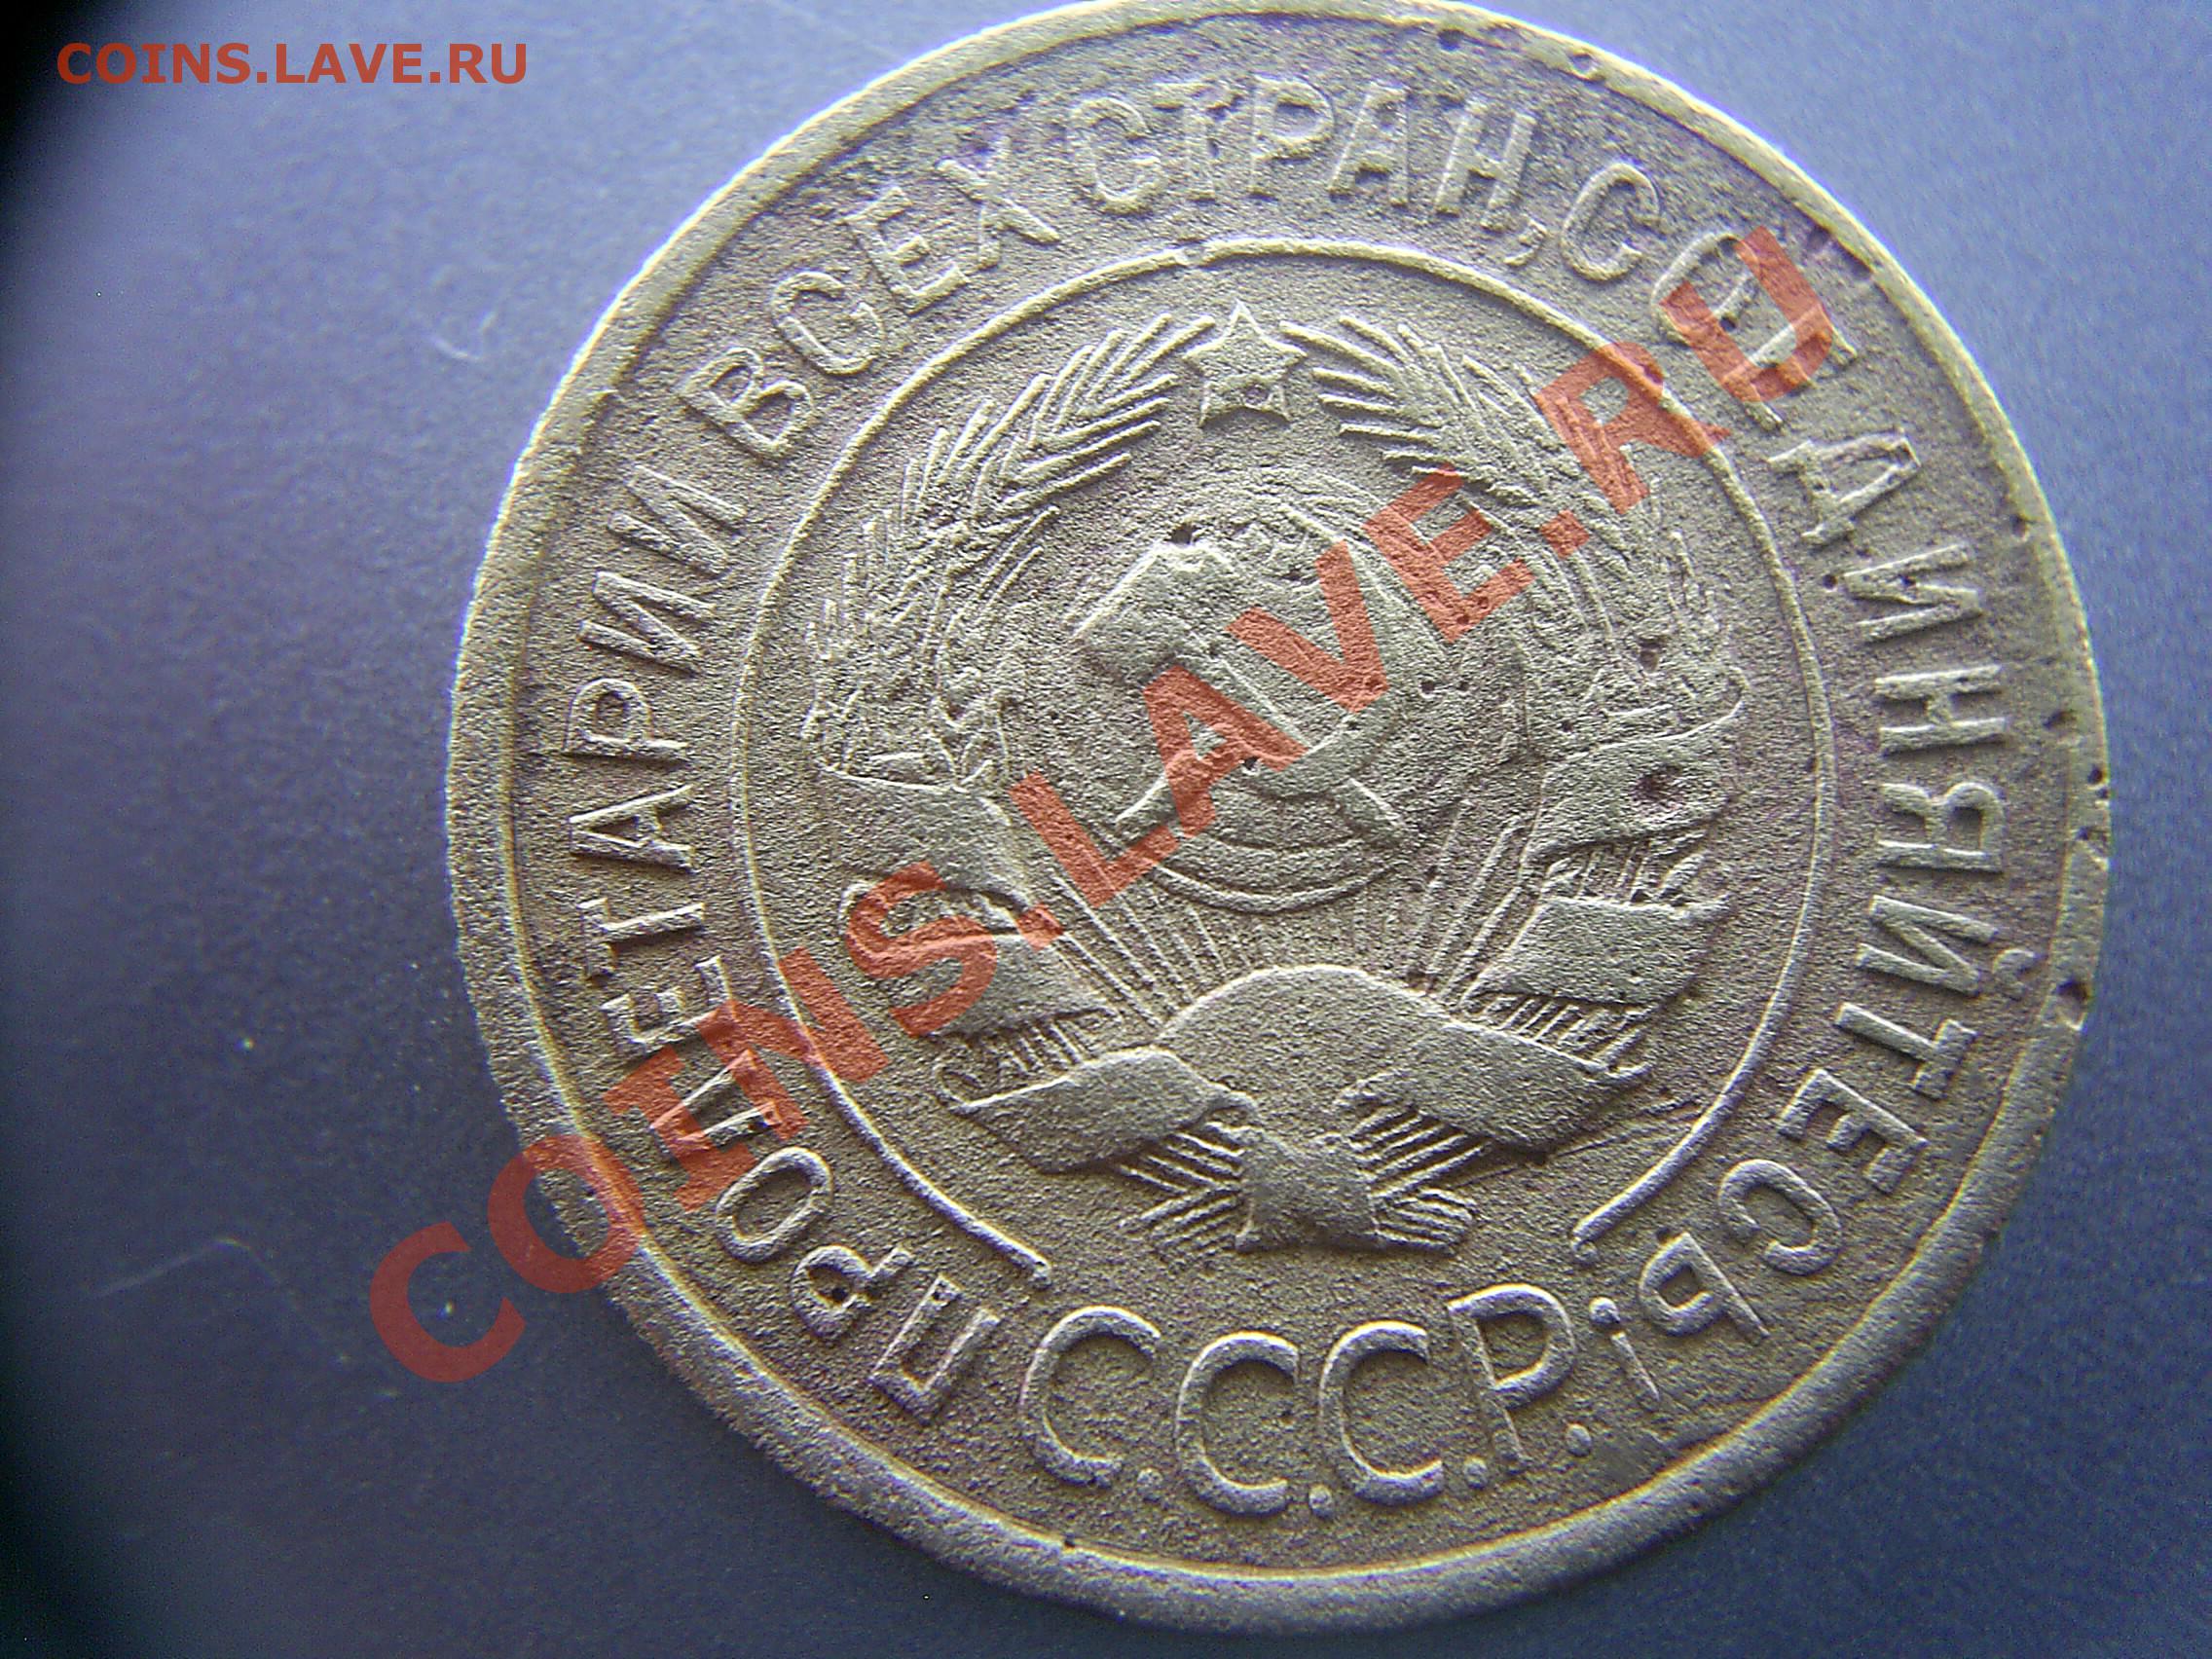 COINS.LAVE.RU
ПРОЛЕТАРИИ ВСЕХ СТРАН, СОЕДИНЯЙТЕСЬ!
С.С.С.Р.
COINS.LAVE.RU